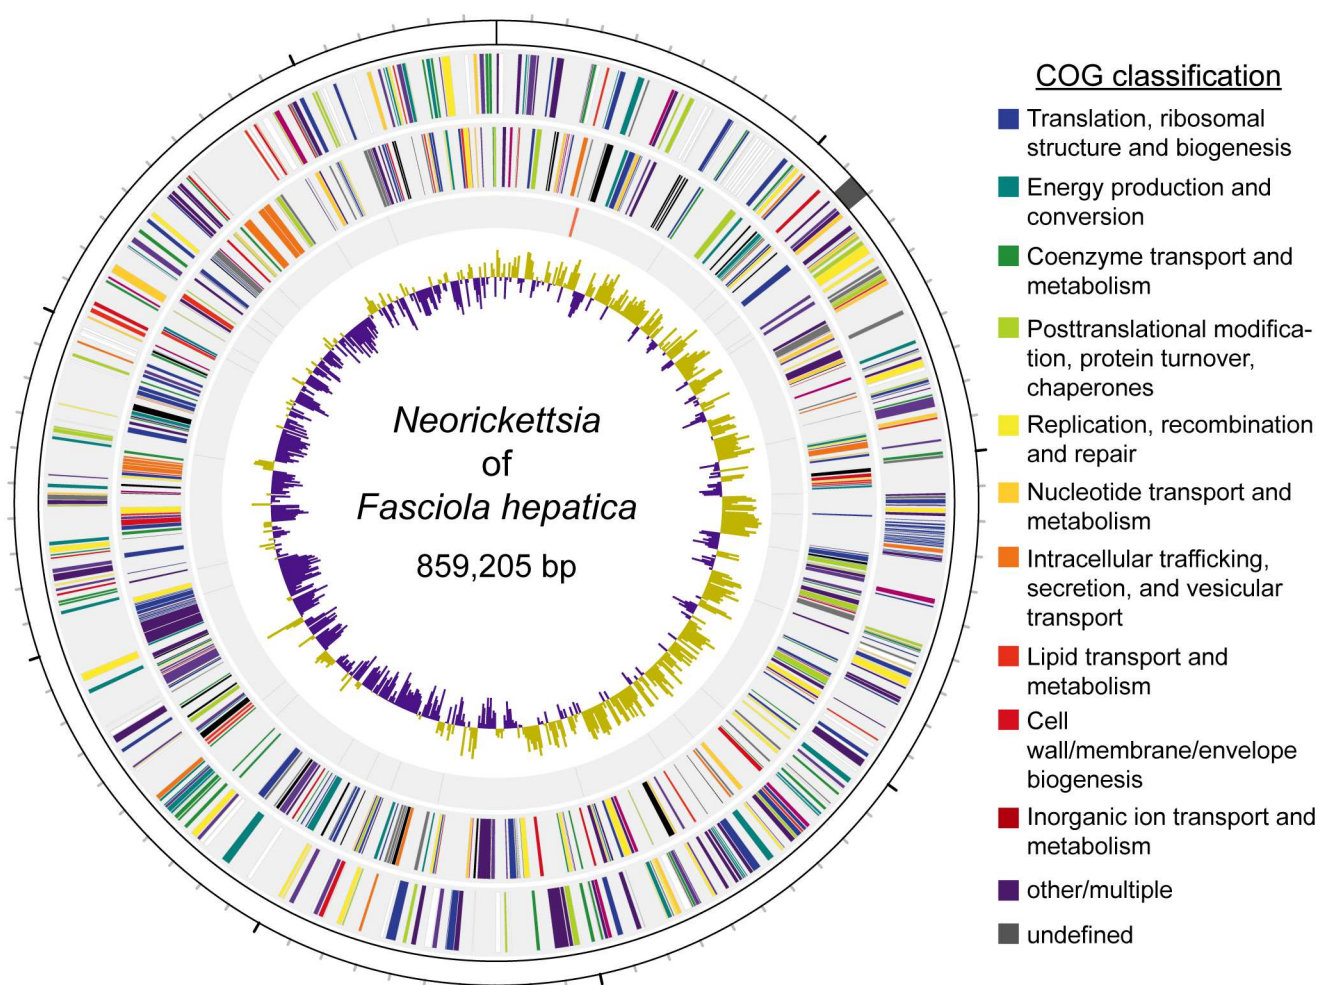 Neorickettsia
of
Fasciola hepatica
859,205 bp
COG classification
Translation, ribosomal
structure and biogenesis
Energy production and
conversion
Coenzyme transport and
metabolism
Posttranslational modifica-
tion, protein turnover,
chaperones
Replication, recombination
and repair
Nucleotide transport and
metabolism
Intracellular trafficking,
secretion, and vesicular
transport
Lipid transport and
metabolism
Cell
wall/membrane/envelope
biogenesis
Inorganic ion transport and
metabolism
other/multiple
undefined